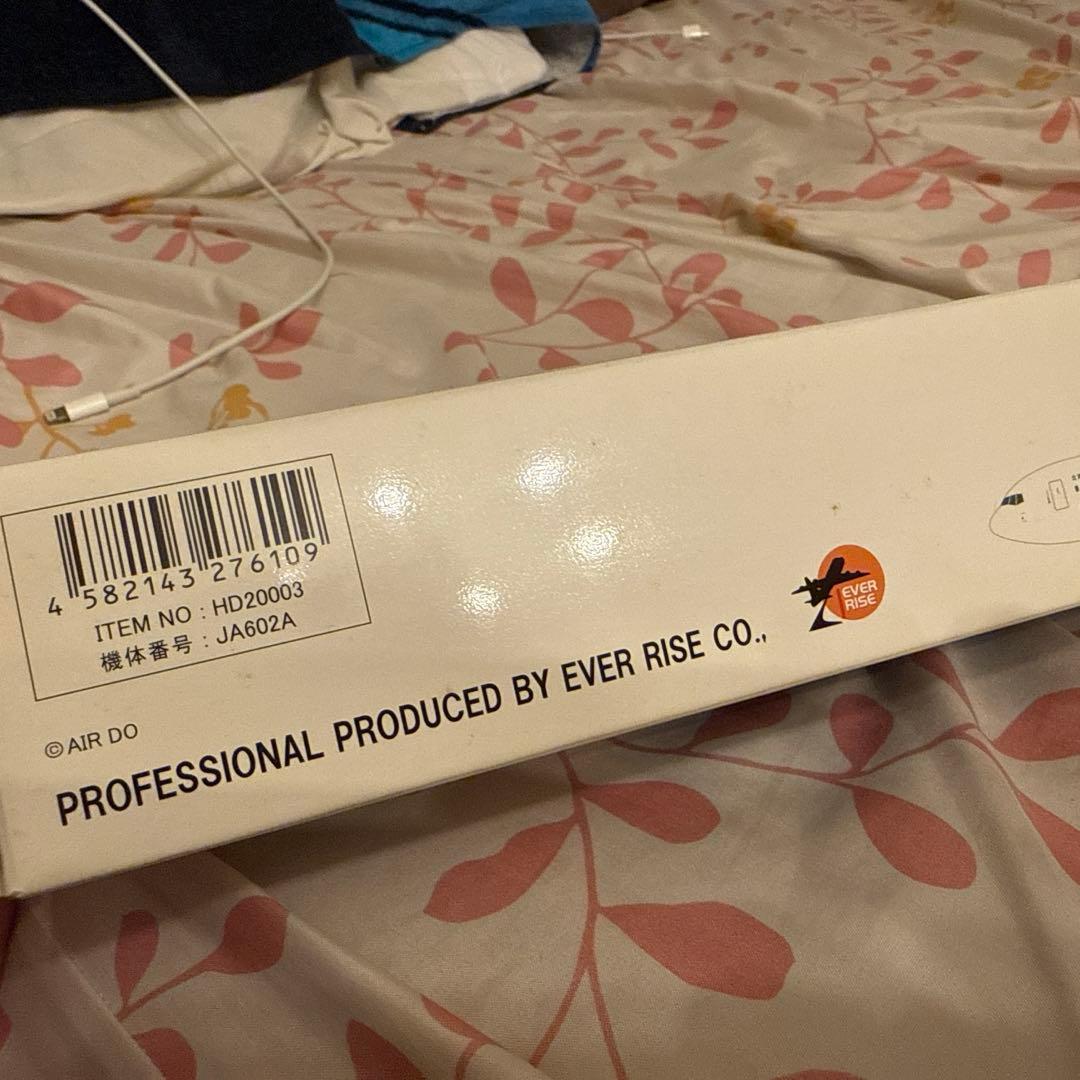 4 582143 276109
ITEM NO : HD20003
機体番号 : JA602A
© AIR DO
PROFESSIONAL PRODUCED BY EVER RISE CO.,
EVER
RISE